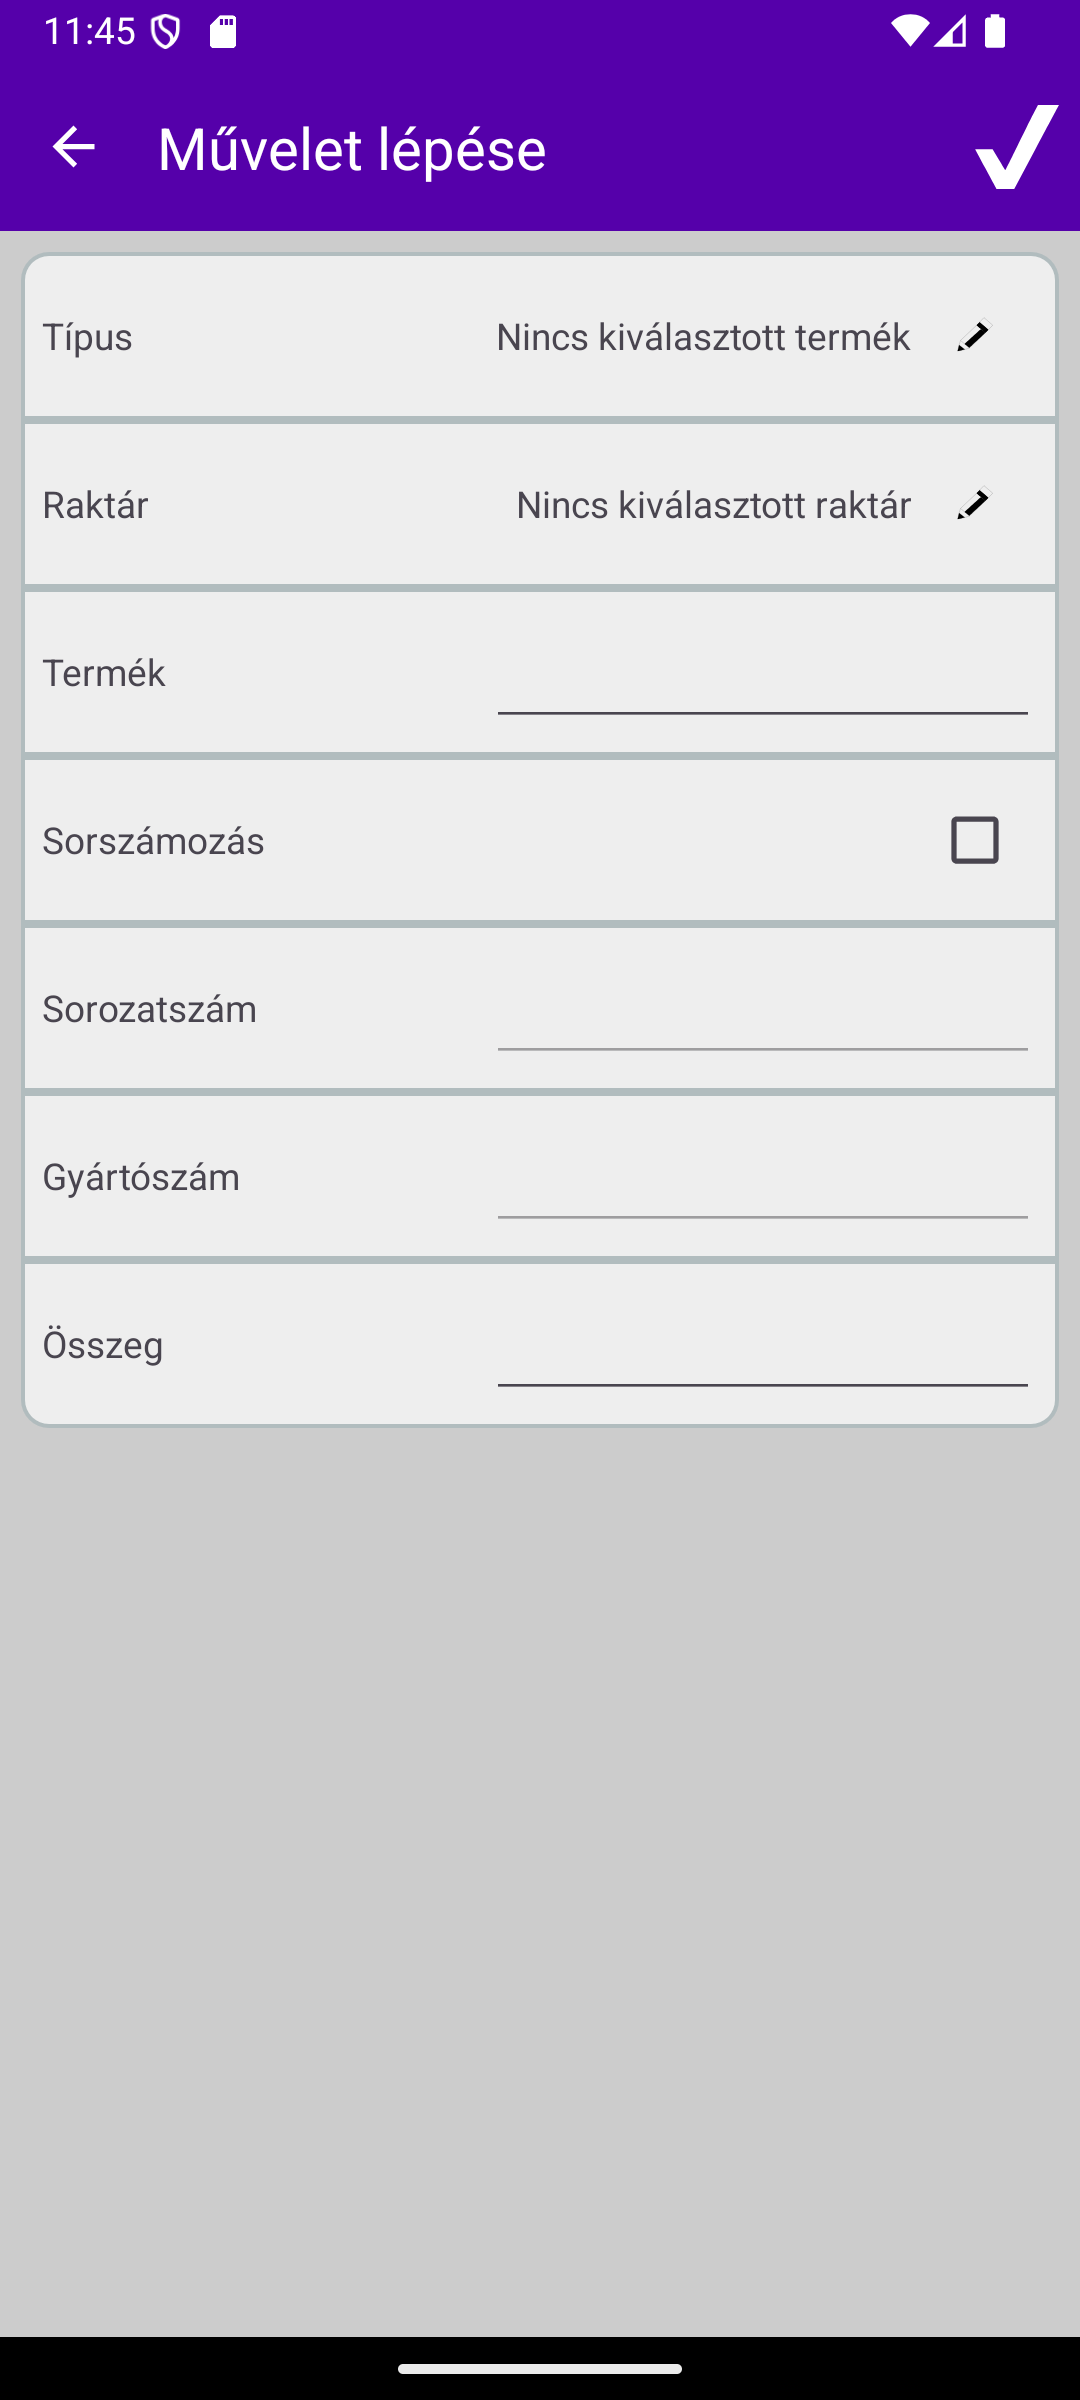 11:45
Művelet lépése
Típus Nincs kiválasztott termék
Raktár Nincs kiválasztott raktár
Termék
Sorszámozás
Sorozatszám
Gyártószám
Összeg